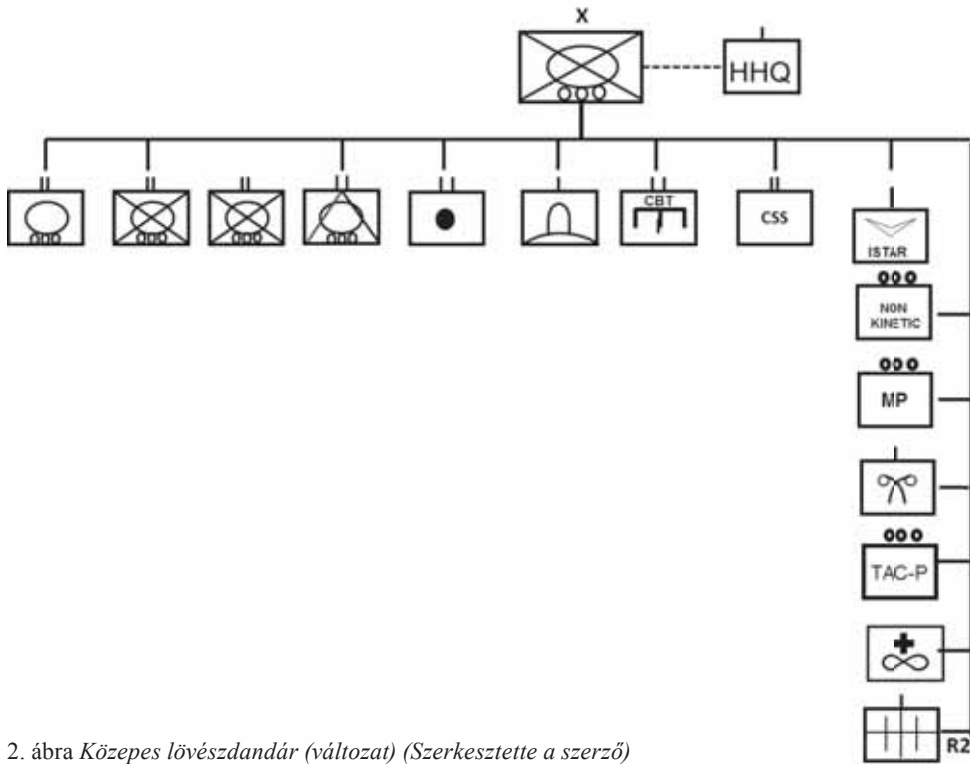 X
HHQ
CBT
CSS
ISTAR
NON
KINETIC
MP
TAC-P
R2
2. ábra Közepes lövészdandár (változat) (Szerkesztette a szerző)